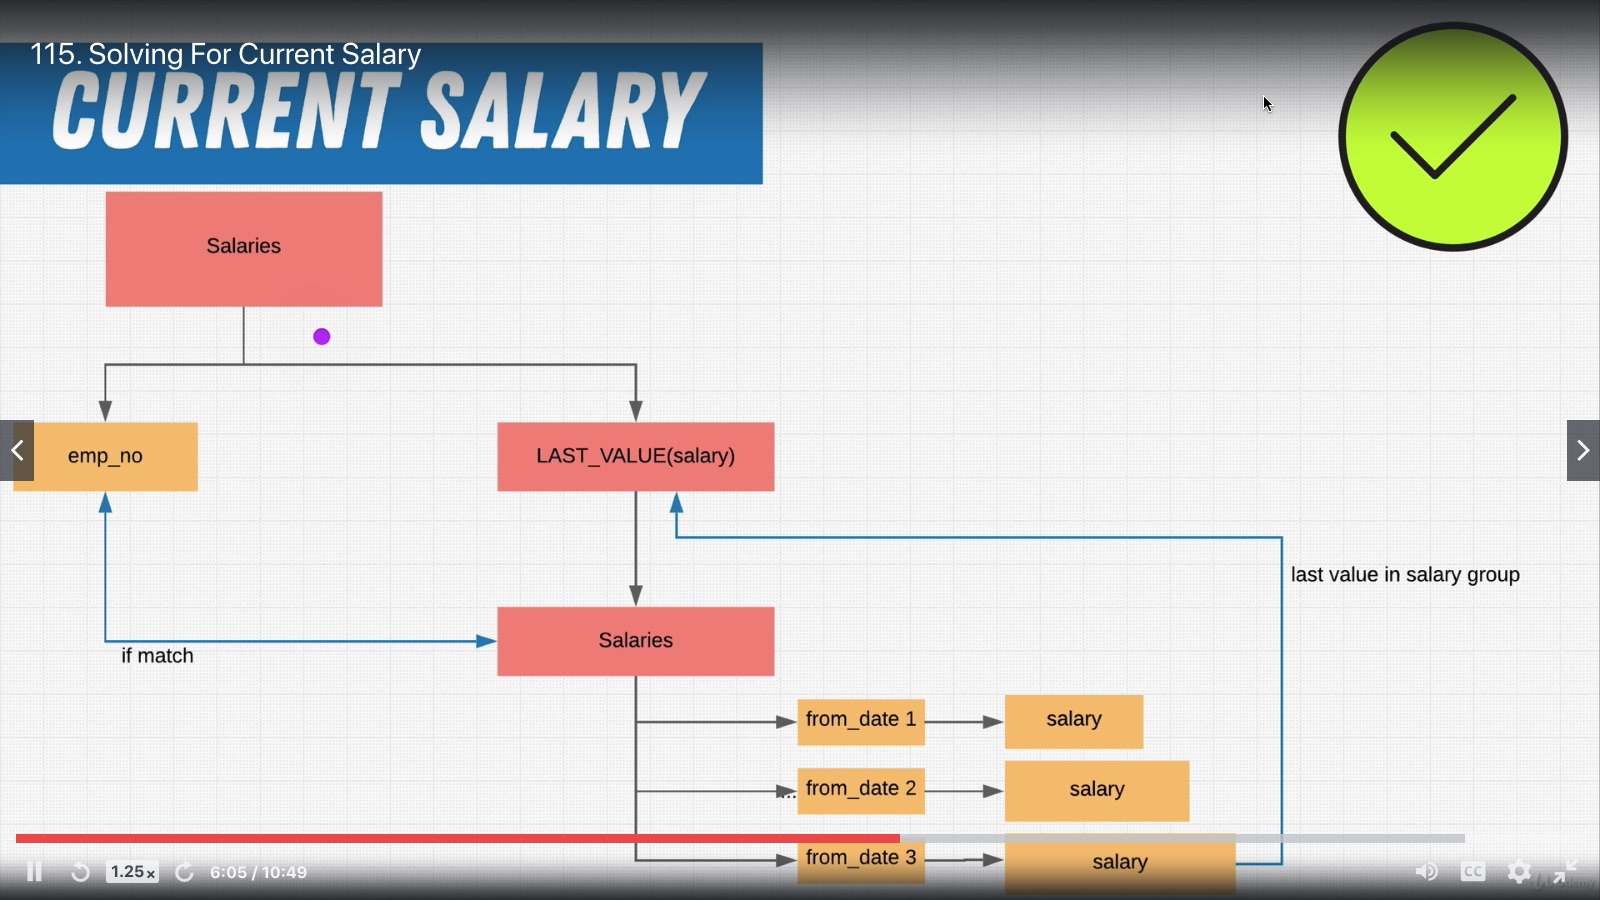 115. Solving For Current Salary
CURRENT SALARY
Salaries
emp_no
LAST_VALUE(salary)
last value in salary group
if match
Salaries
from_date 1
salary
...
from_date 2
salary
from_date 3
salary
1.25x
6:05 / 10:49
CC